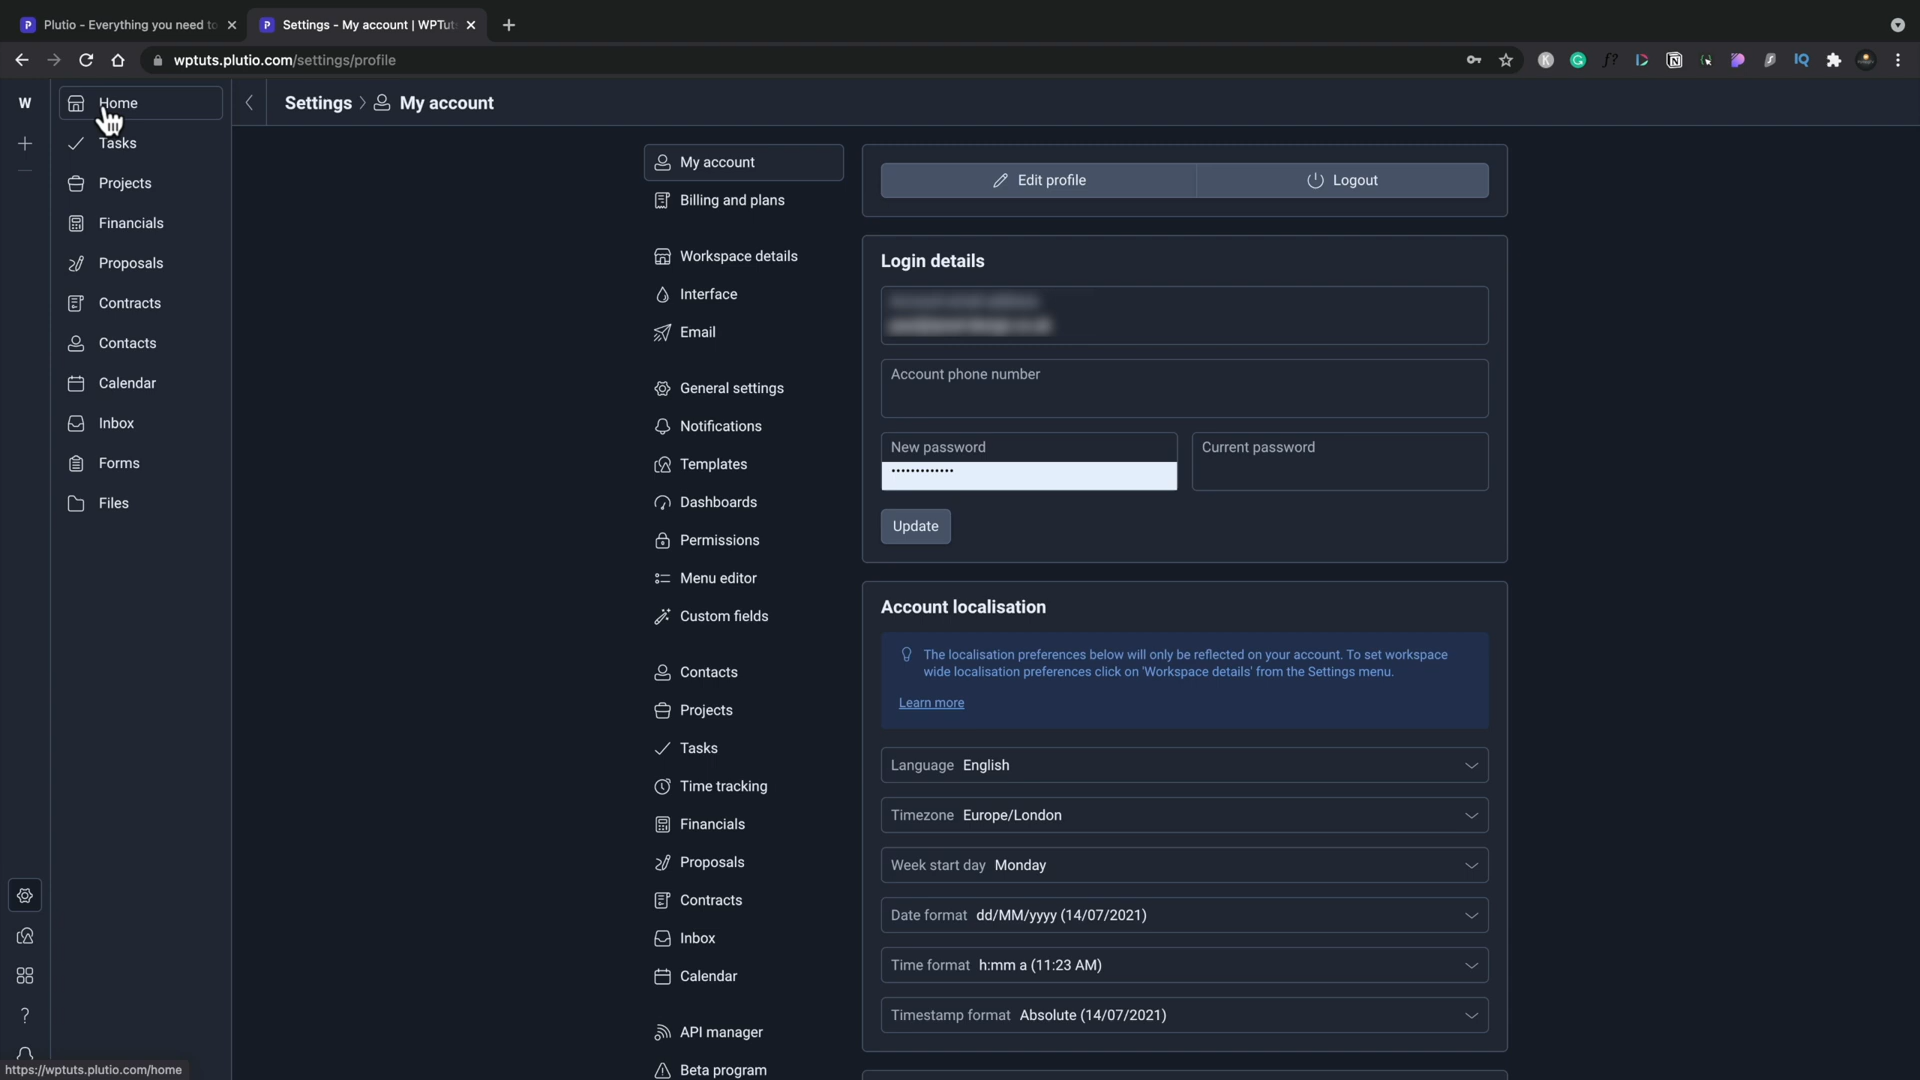 Plutio - Everything you need to
Settings - My account | WPTuts
wptuts.plutio.com/settings/profile
W
Home
Tasks
Projects
Financials
Proposals
Contracts
Contacts
Calendar
Inbox
Forms
Files
Settings
My account
My account
Billing and plans
Workspace details
Interface
Email
General settings
Notifications
Templates
Dashboards
Permissions
Menu editor
Custom fields
Contacts
Projects
Tasks
Time tracking
Financials
Proposals
Contracts
Inbox
Calendar
API manager
Beta program
Edit profile
Logout
Login details
Account phone number
New password
Current password
Update
Account localisation
The localisation preferences below will only be reflected on your account. To set workspace
wide localisation preferences click on 'Workspace details' from the Settings menu.
Learn more
Language English
Timezone Europe/London
Week start day Monday
Date format dd/MM/yyyy (14/07/2021)
Time format h:mm a (11:23 AM)
Timestamp format Absolute (14/07/2021)
https://wptuts.plutio.com/home